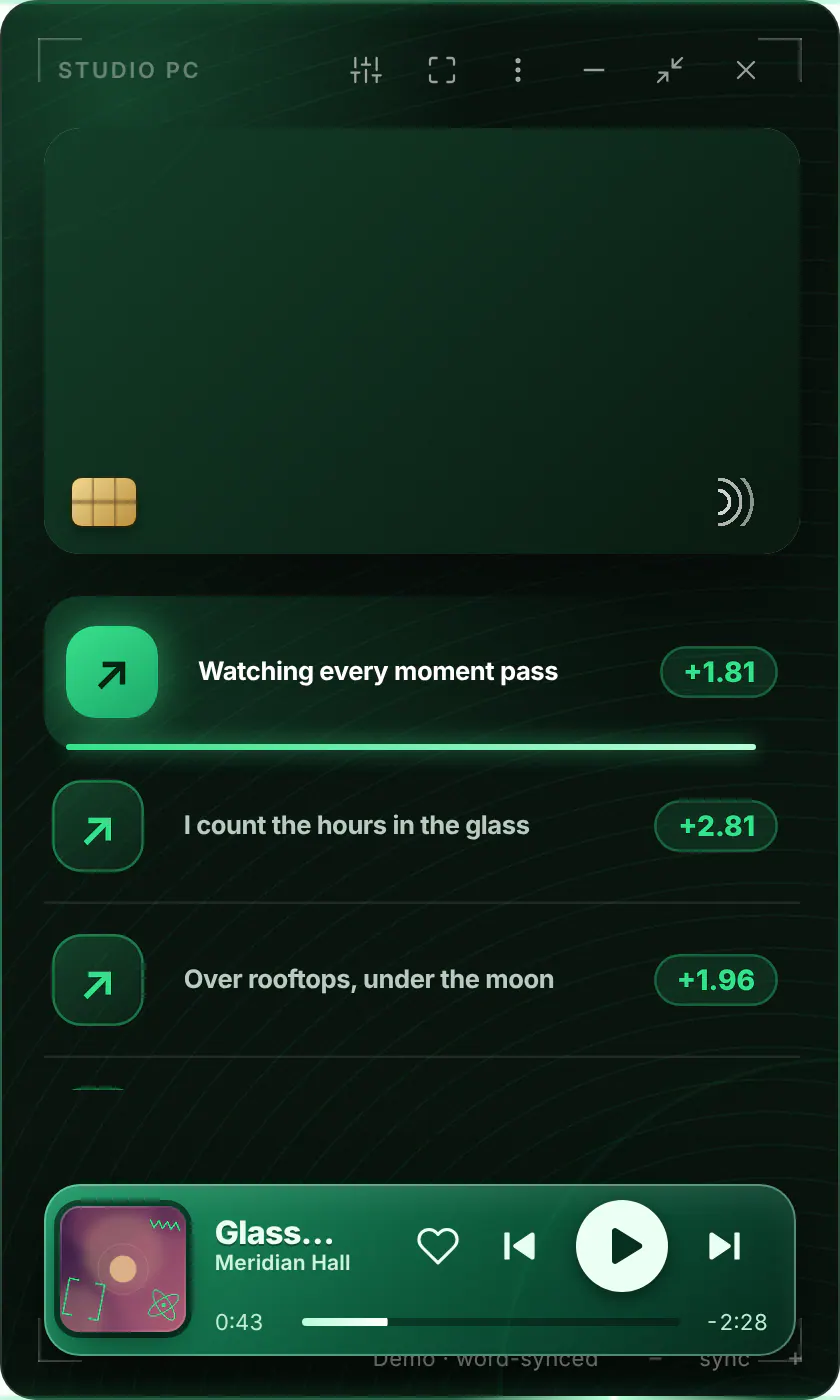 STUDIO PC
Watching every moment pass
+1.81
I count the hours in the glass
+2.81
Over rooftops, under the moon
+1.96
Glass...
Meridian Hall
0:43
-2:28
Demo · word-synced − sync +